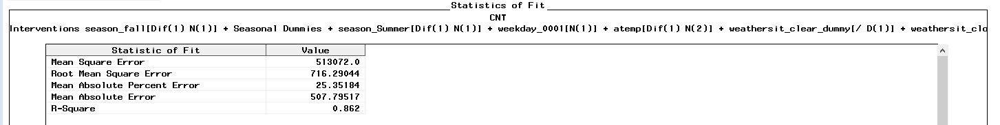 Statistics of Fit
CNT
Interventions season_fall[Dif(1) N(1)] + Seasonal Dummies + season_Summer[Dif(1) N(1)] + weekday_0001[N(1)] + atemp[Dif(1) N(2)] + weathersit_clear_dummy[/ D(1)] + weathersit_clo
Statistic of Fit Value
Mean Square Error 513072.0
Root Mean Square Error 716.29044
Mean Absolute Percent Error 25.35184
Mean Absolute Error 507.79517
R-Square 0.862